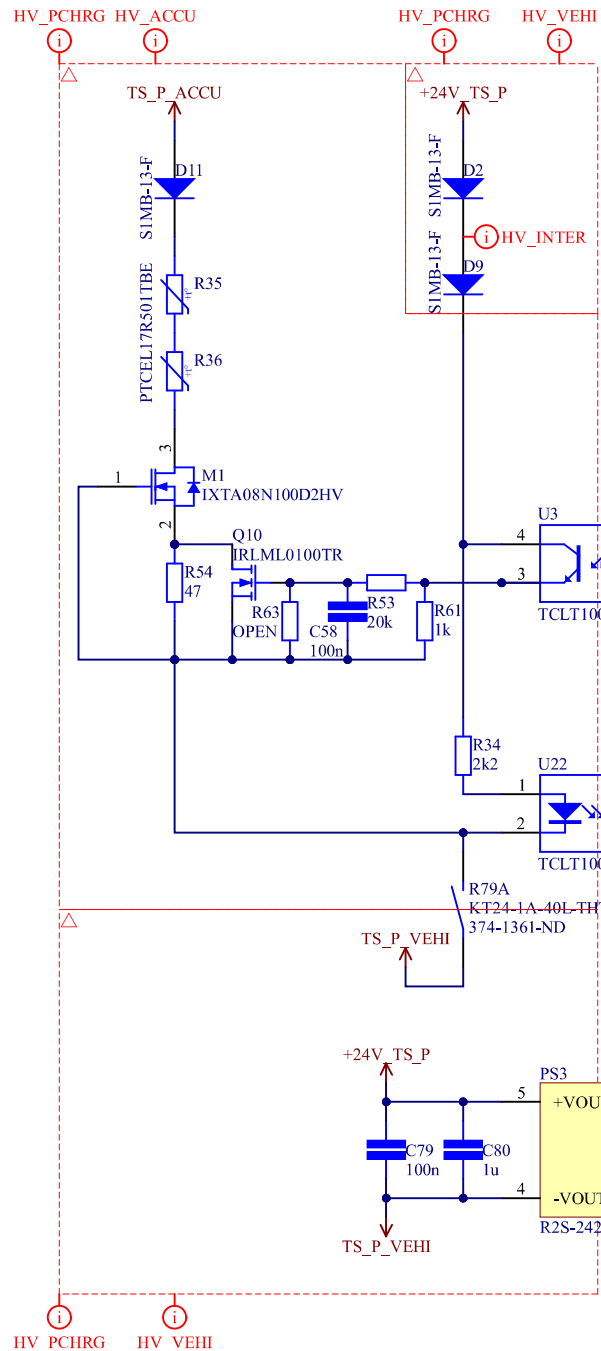 HV_PCHRG HV_ACCU
HV_PCHRG
HV_VEHI
i
i
i
i
TS_P_ACCU
+24V_TS_P
D11
S1MB-13-F
D2
S1MB-13-F
i HV_INTER
D9
S1MB-13-F
R35
+t°
R36
+t°
PTCEL17R501TBE
3
1
M1
IXTA08N100D2HV
2
Q10
IRLML0100TR
R54
47
R63
OPEN
C58
100n
R53
20k
R61
1k
U3
4
3
TCLT100
R34
2k2
U22
1
2
TCLT100
R79A
KT24-1A-40L-THT
374-1361-ND
TS_P_VEHI
+24V_TS_P
PS3
5
+VOU
C79
100n
C80
1u
4
-VOUT
R2S-242
TS_P_VEHI
i
i
HV_PCHRG
HV_VEHI